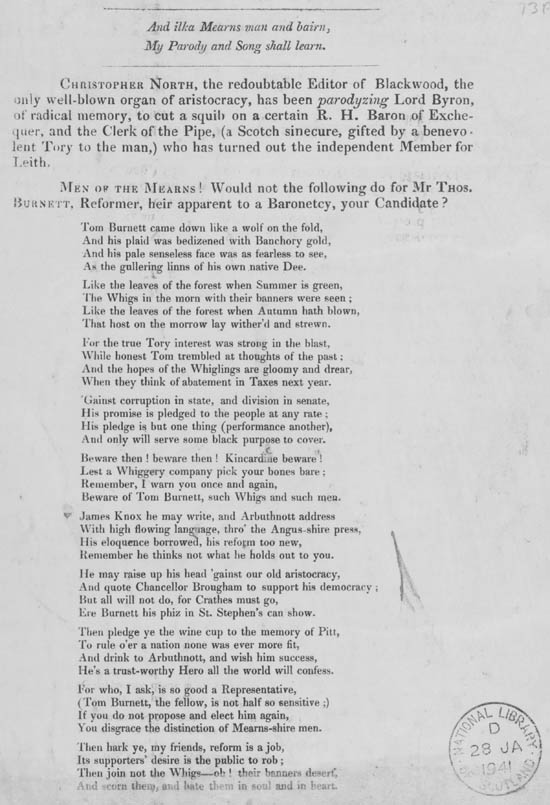 73P
And ilka Mearns man and bairn,
My Parody and Song shall learn.
CHRISTOPHER NORTH, the redoubtable Editor of Blackwood, the
only well-blown organ of aristocracy, has been parodyzing Lord Byron,
of radical memory, to cut a squib on a certain R. H. Baron of Exche-
quer, and the Clerk of the Pipe, (a Scotch sinecure, gifted by a benevo-
lent Tory to the man,) who has turned out the independent Member for
Leith.
MEN OF THE MEARNS! Would not the following do for Mr THOS.
BURNETT, Reformer, heir apparent to a Baronetcy, your Candidate?
Tom Burnett came down like a wolf on the fold,
And his plaid was bedizened with Banchory gold,
And his pale senseless face was as fearless to see,
As the gullering linns of his own native Dee.
Like the leaves of the forest when Summer is green,
The Whigs in the morn with their banners were seen;
Like the leaves of the forest when Autumn hath blown,
That host on the morrow lay wither'd and strewn.
For the true Tory interest was strong in the blast,
While honest Tom trembled at thoughts of the past;
And the hopes of the Whiglings are gloomy and drear,
When they think of abatement in Taxes next year.
'Gainst corruption in state, and division in senate,
His promise is pledged to the people at any rate;
His pledge is but one thing (performance another),
And only will serve some black purpose to cover.
Beware then! beware then! Kincardine beware!
Lest a Whiggery company pick your bones bare;
Remember, I warn you once and again,
Beware of Tom Burnett, such Whigs and such men.
James Knox he may write, and Arbuthnott address
With high flowing language, thro' the Angus-shire press,
His eloquence borrowed, his reform too new,
Remember he thinks not what he holds out to you.
He may raise up his head 'gainst our old aristocracy,
And quote Chancellor Brougham to support his democracy;
But all will not do, for Crathes must go,
Ere Burnett his phiz in St. Stephen's can show.
Then pledge ye the wine cup to the memory of Pitt,
To rule o'er a nation none was ever more fit,
And drink to Arbuthnott, and wish him success,
He's a trust-worthy Hero all the world will confess.
For who, I ask, is so good a Representative,
(Tom Burnett, the fellow, is not half so sensitive;)
If you do not propose and elect him again,
You disgrace the distinction of Mearns-shire men.
Then hark ye, my friends, reform is a job,
Its supporters' desire is the public to rob;
Then join not the Whigs—oh! their banners desert,
And scorn them, and hate them in soul and in heart.
NATIONAL LIBRARY
D
28 JA
1941
OF SCOTLAND